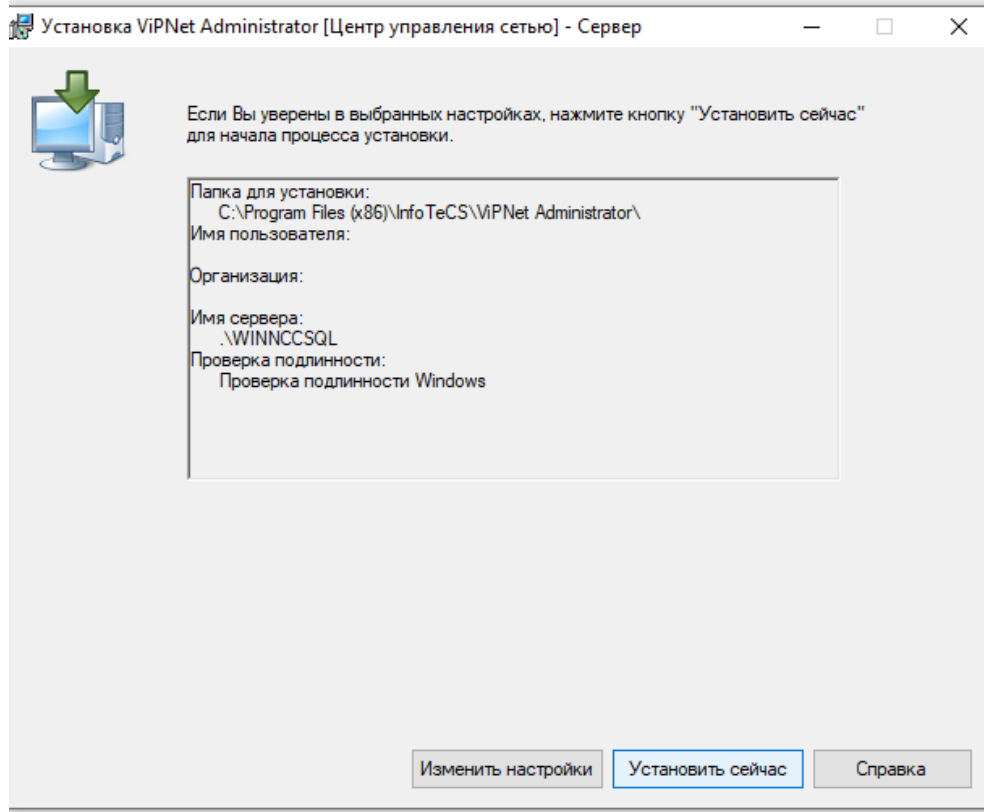 Установка ViPNet Administrator [Центр управления сетью] - Сервер
Если Вы уверены в выбранных настройках, нажмите кнопку "Установить сейчас"
для начала процесса установки.
Папка для установки:
C:\Program Files (x86)\InfoTeCS\ViPNet Administrator\
Имя пользователя:
Организация:
Имя сервера:
.\WINNCCSQL
Проверка подлинности:
Проверка подлинности Windows
Изменить настройки
Установить сейчас
Справка